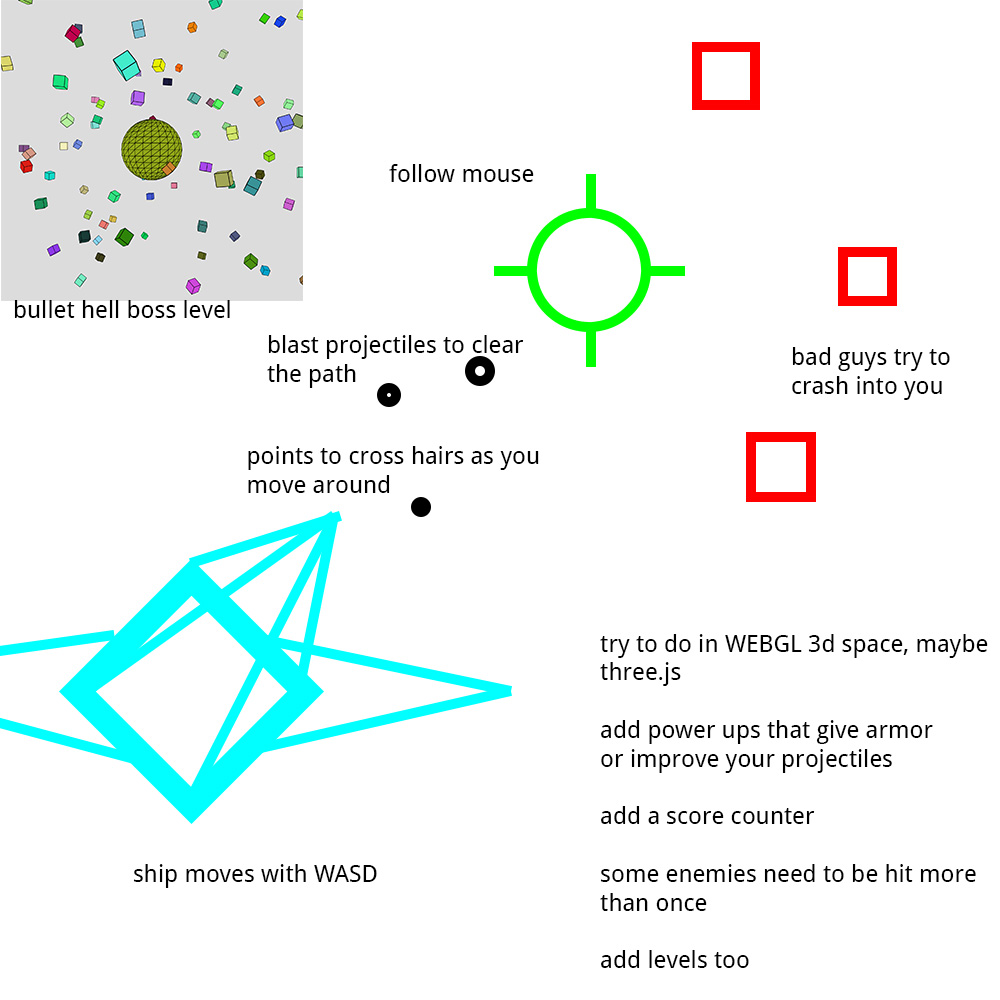 follow mouse
bullet hell boss level
blast projectiles to clear
the path
bad guys try to
crash into you
points to cross hairs as you
move around
try to do in WEBGL 3d space, maybe
three.js
add power ups that give armor
or improve your projectiles
add a score counter
ship moves with WASD
some enemies need to be hit more
than once
add levels too